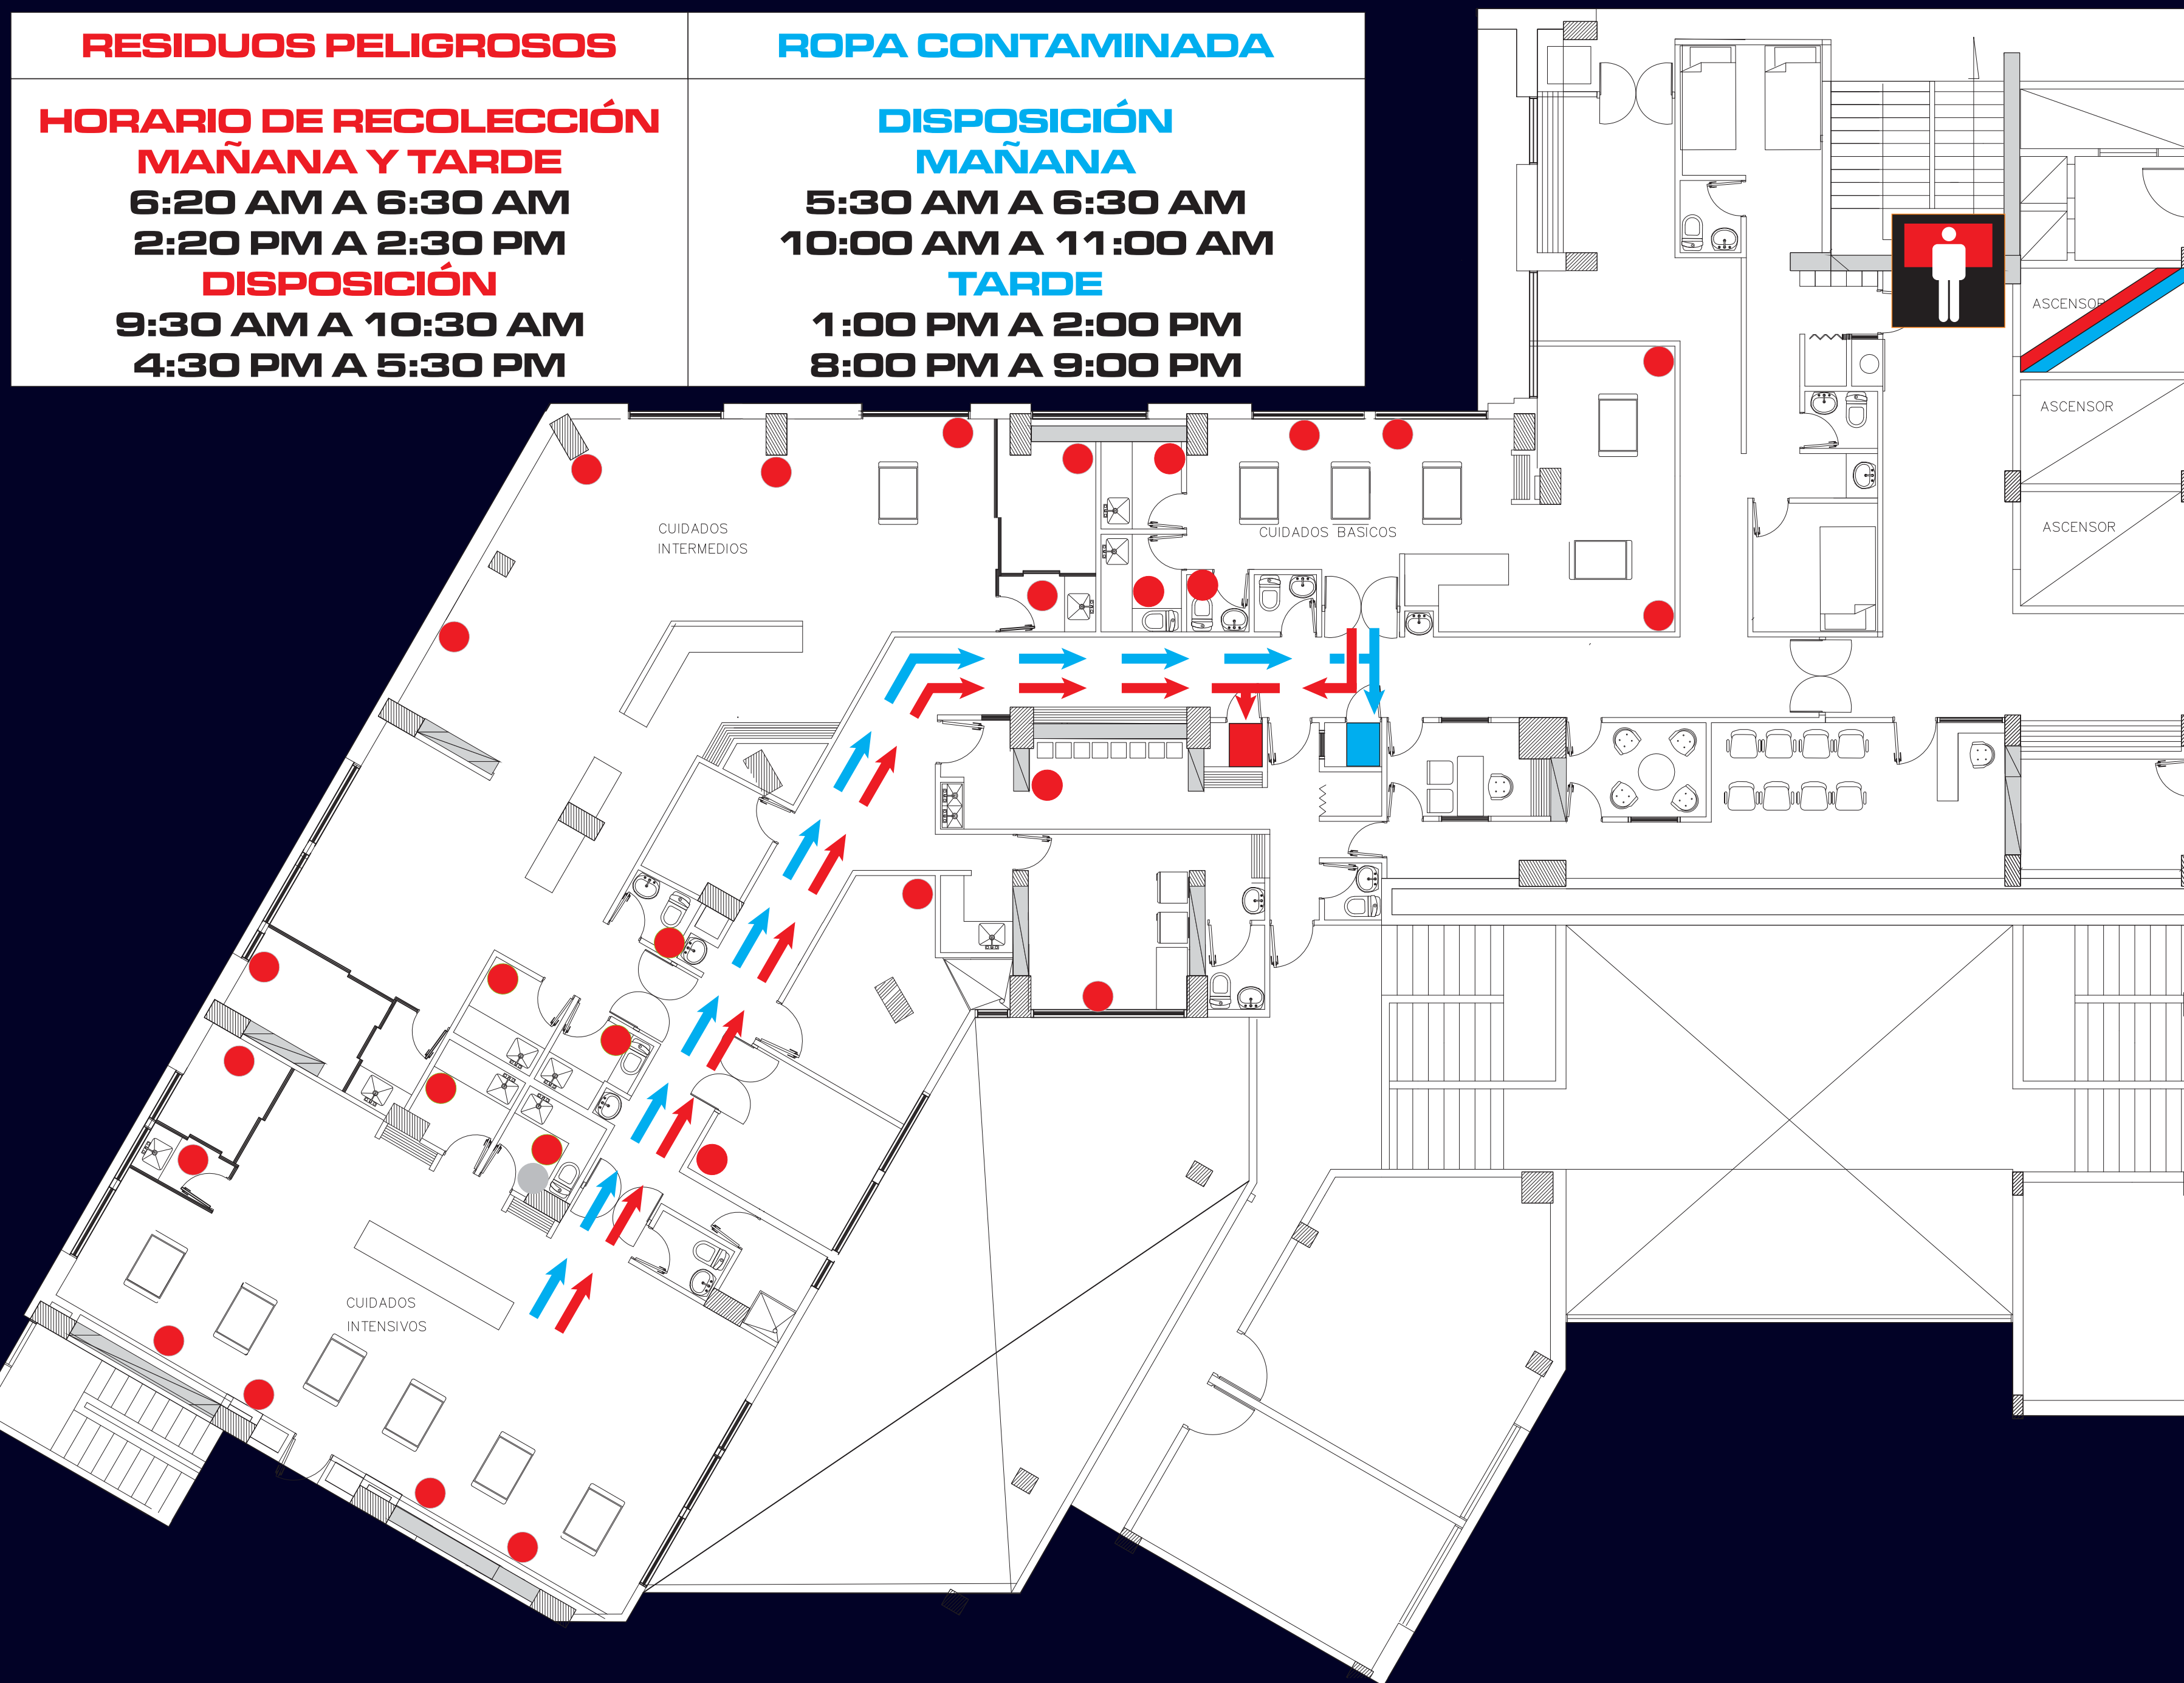 RESIDUOS PELIGROSOS
HORARIO DE RECOLECCIÓN
MAÑANA Y TARDE
6:20 AM A 6:30 AM
2:20 PM A 2:30 PM
DISPOSICIÓN
9:30 AM A 10:30 AM
4:30 PM A 5:30 PM
ROPA CONTAMINADA
DISPOSICIÓN
MAÑANA
5:30 AM A 6:30 AM
10:00 AM A 11:00 AM
TARDE
1:00 PM A 2:00 PM
8:00 PM A 9:00 PM
ASCENSOR
ASCENSOR
ASCENSOR
CUIDADOS
INTERMEDIOS
CUIDADOS BASICOS
CUIDADOS
INTENSIVOS